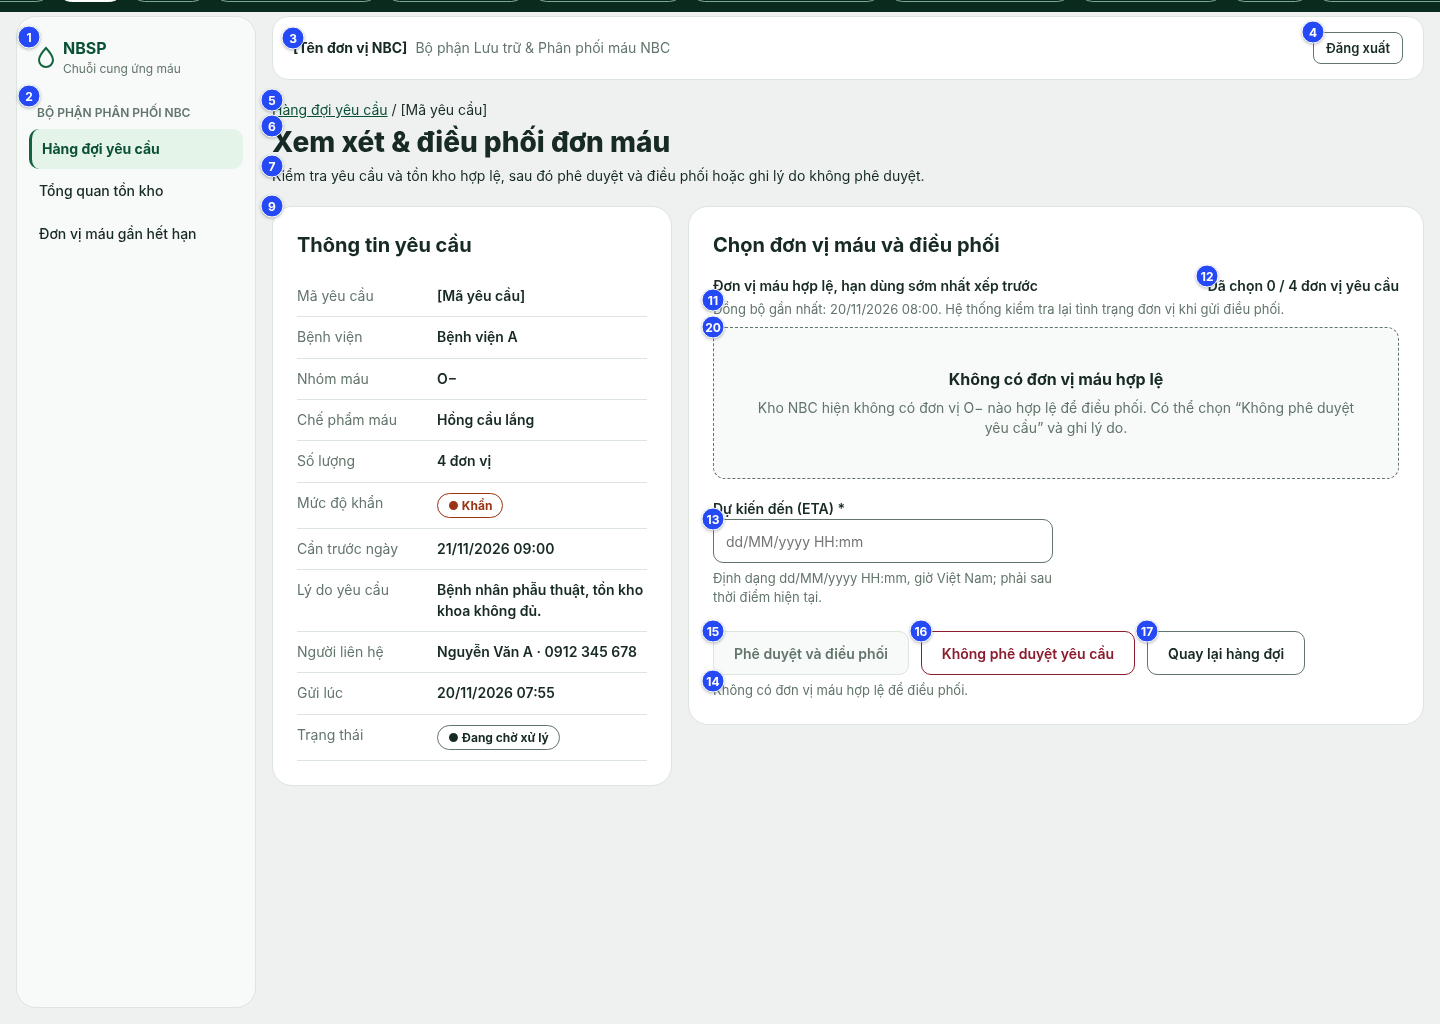 1
NBSP
Chuỗi cung ứng máu
2
BỘ PHẬN PHÂN PHỐI NBC
Hàng đợi yêu cầu
Tổng quan tồn kho
Đơn vị máu gần hết hạn
3
[Tên đơn vị NBC] Bộ phận Lưu trữ & Phân phối máu NBC
4
Đăng xuất
5
Hàng đợi yêu cầu / [Mã yêu cầu]
6
Xem xét & điều phối đơn máu
7
Kiểm tra yêu cầu và tồn kho hợp lệ, sau đó phê duyệt và điều phối hoặc ghi lý do không phê duyệt.
9
Thông tin yêu cầu
Mã yêu cầu [Mã yêu cầu]
Bệnh viện Bệnh viện A
Nhóm máu O−
Chế phẩm máu Hồng cầu lắng
Số lượng 4 đơn vị
Mức độ khẩn Khẩn
Cần trước ngày 21/11/2026 09:00
Lý do yêu cầu Bệnh nhân phẫu thuật, tồn kho
khoa không đủ.
Người liên hệ Nguyễn Văn A · 0912 345 678
Gửi lúc 20/11/2026 07:55
Trạng thái Đang chờ xử lý
Chọn đơn vị máu và điều phối
12
Đơn vị máu hợp lệ, hạn dùng sớm nhất xếp trước Đã chọn 0 / 4 đơn vị yêu cầu
11
Đồng bộ gần nhất: 20/11/2026 08:00. Hệ thống kiểm tra lại tình trạng đơn vị khi gửi điều phối.
20
Không có đơn vị máu hợp lệ
Kho NBC hiện không có đơn vị O− nào hợp lệ để điều phối. Có thể chọn “Không phê duyệt
yêu cầu” và ghi lý do.
Dự kiến đến (ETA) *
13
dd/MM/yyyy HH:mm
Định dạng dd/MM/yyyy HH:mm, giờ Việt Nam; phải sau
thời điểm hiện tại.
15 16 17
Phê duyệt và điều phối Không phê duyệt yêu cầu Quay lại hàng đợi
14
Không có đơn vị máu hợp lệ để điều phối.